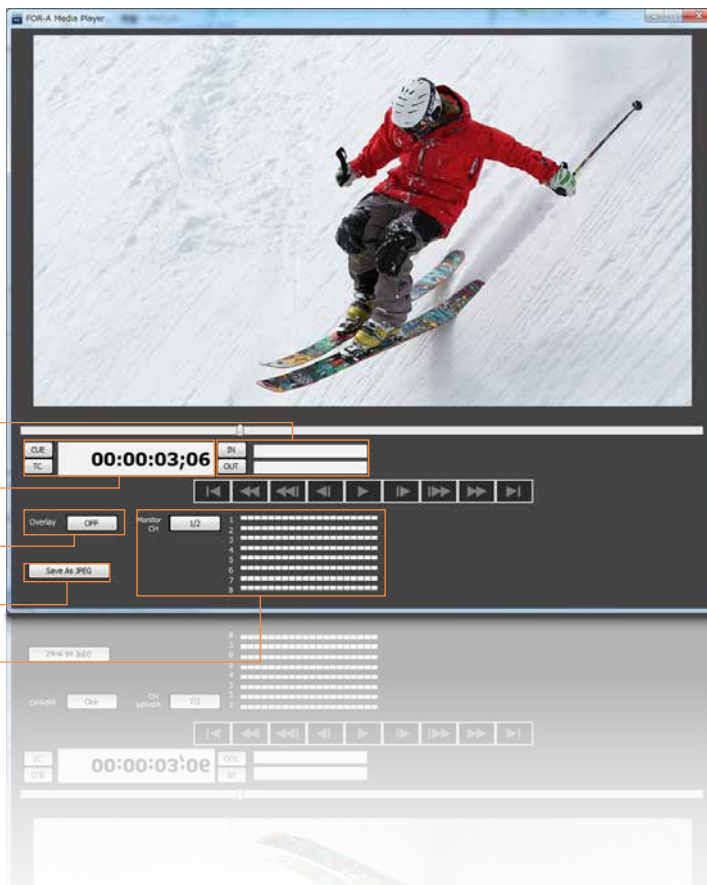 FOR-A Media Player
CUE
TC
00:00:03;06
IN
OUT
Overlay
OFF
Monitor
CH
1/2
1
2
3
4
5
6
7
8
Save As JPEG